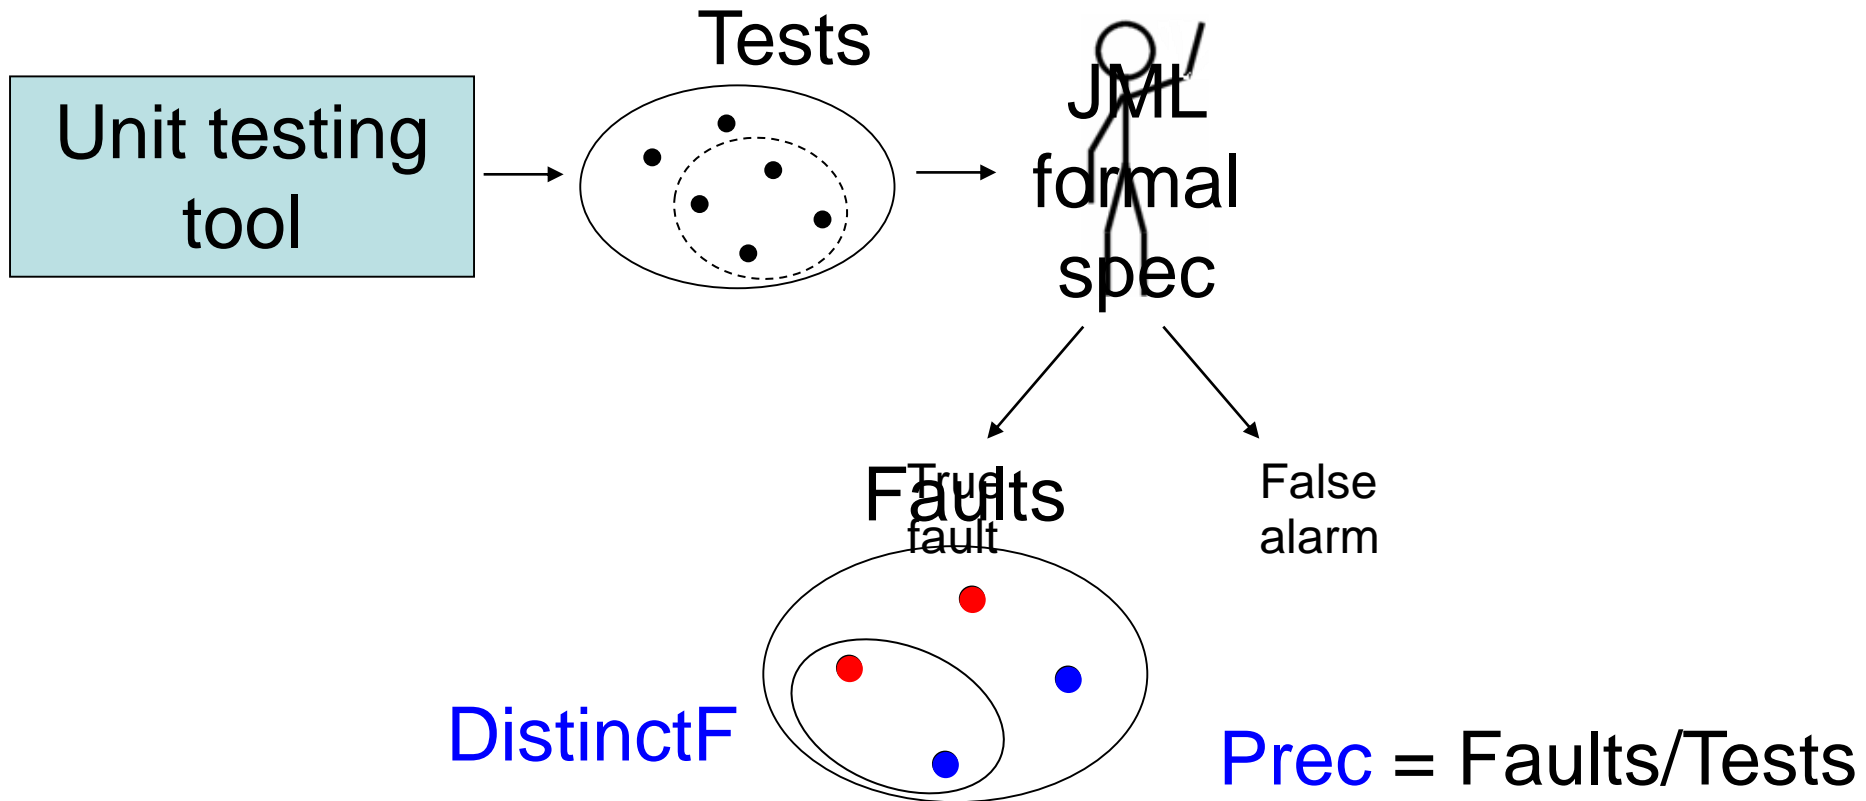 Tests
Unit testing
tool
JML
formal
spec
Faults
True
fault
False
alarm
DistinctF
Prec = Faults/Tests